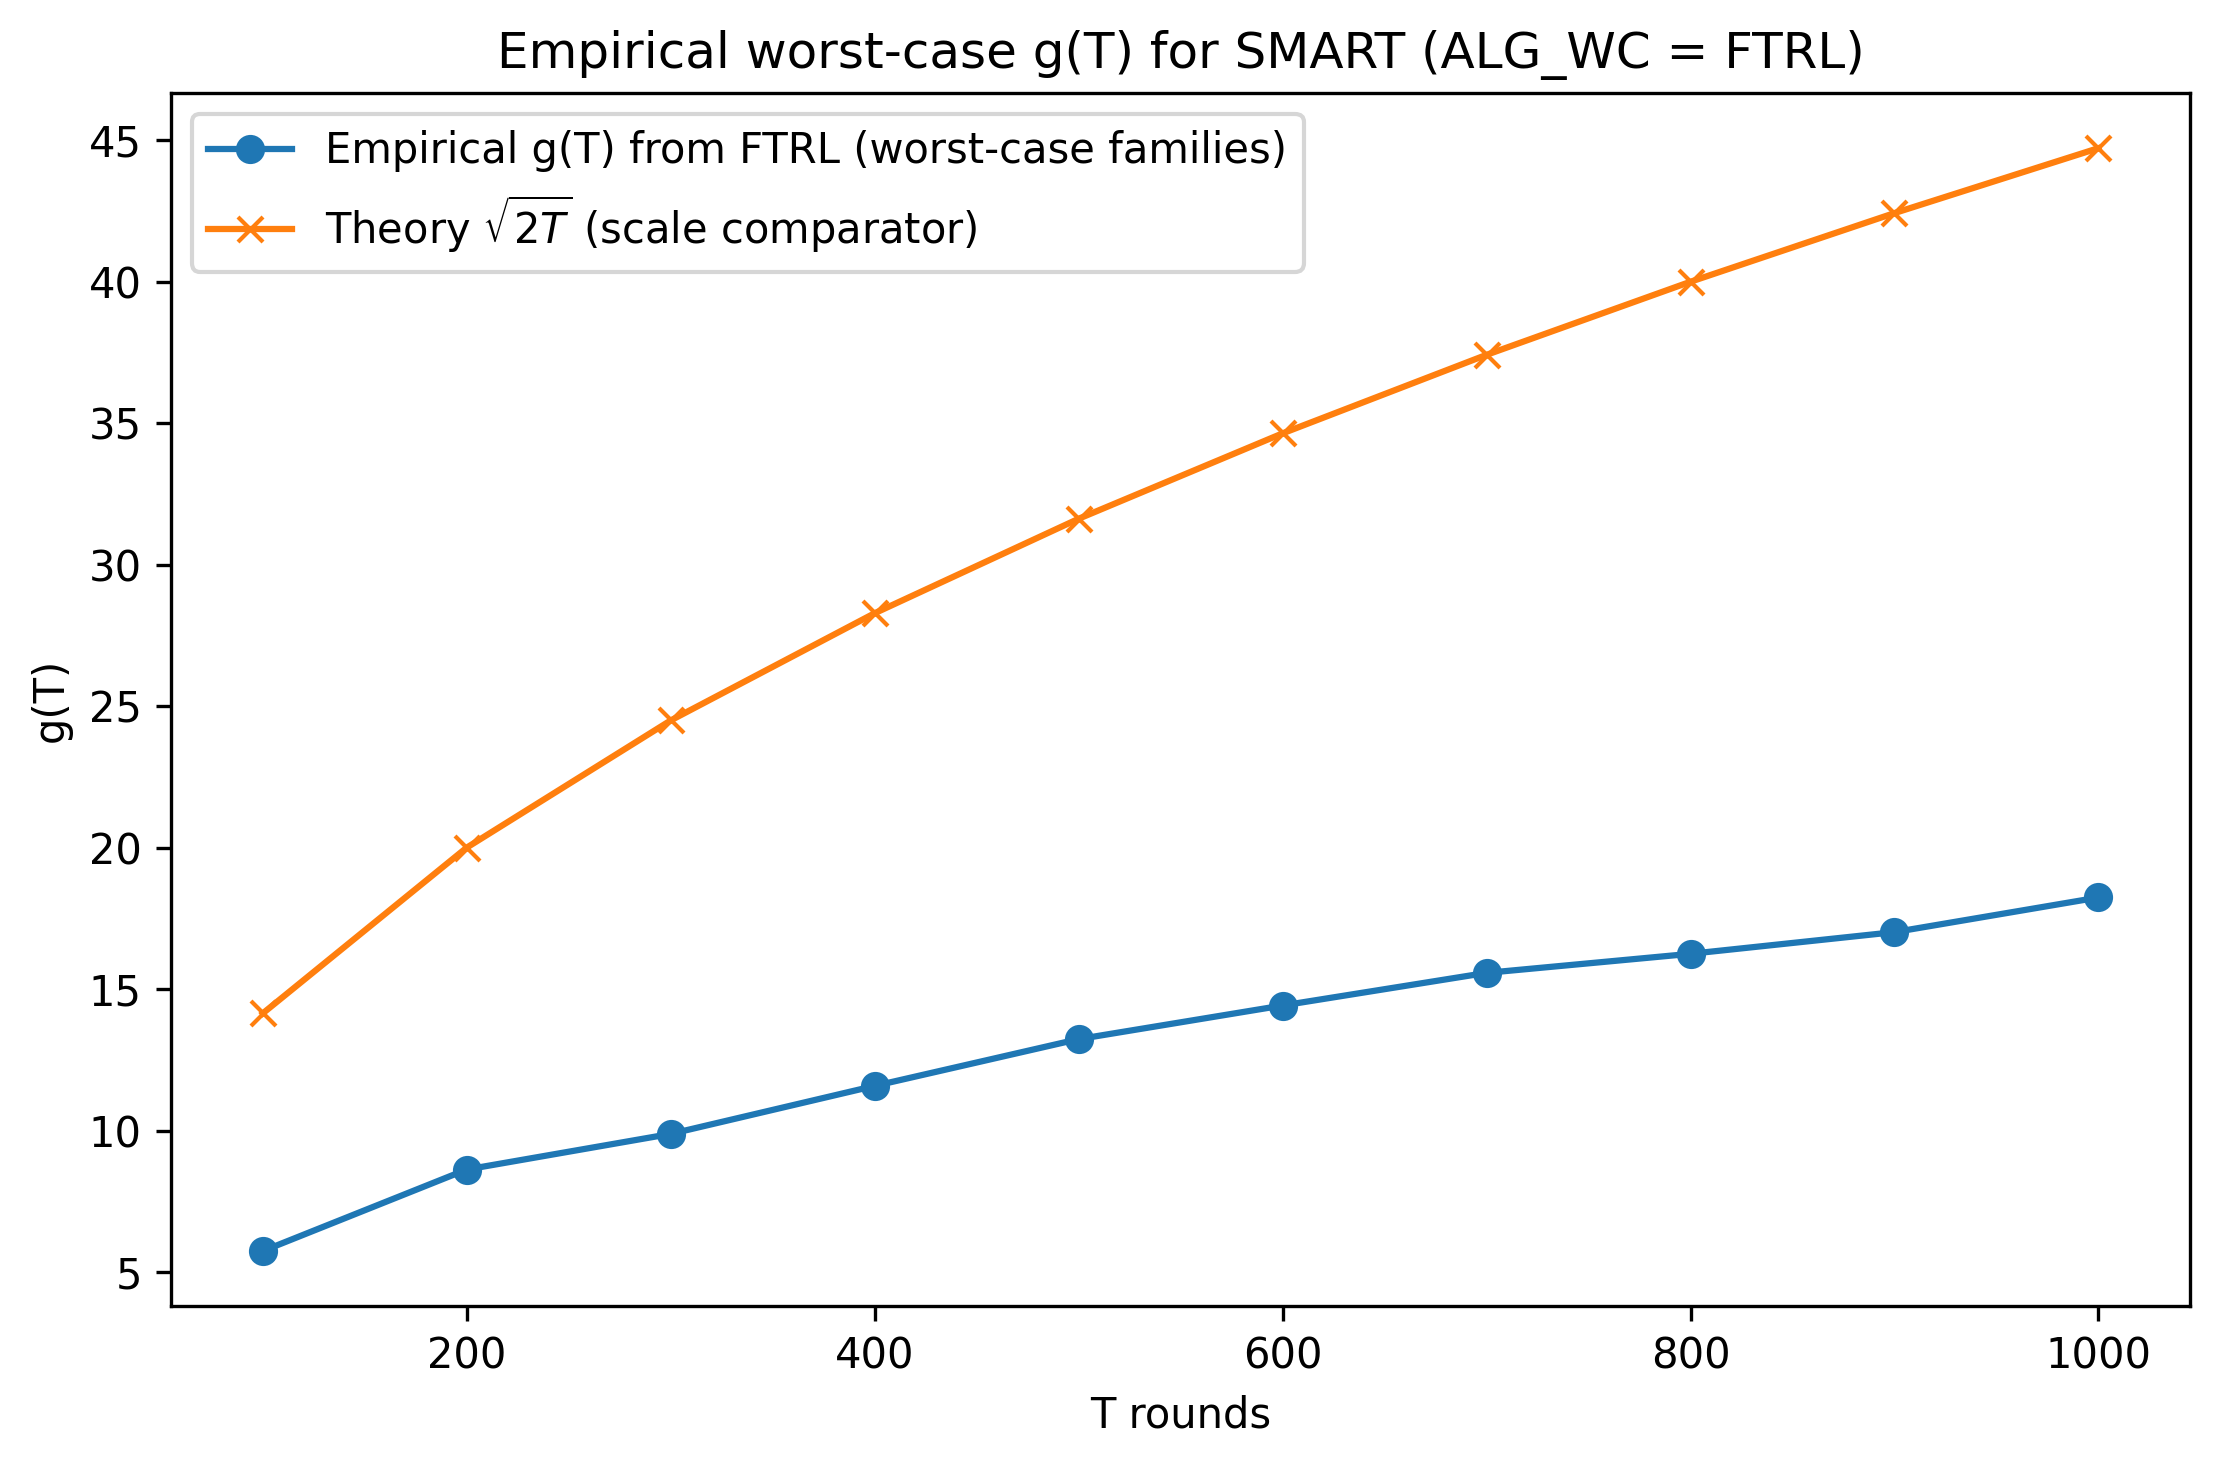 Empirical worst-case g(T) for SMART (ALG_WC = FTRL)
Empirical g(T) from FTRL (worst-case families)
Theory √2T (scale comparator)
g(T)
45
40
35
30
25
20
15
10
5
200 400 600 800 1000
T rounds